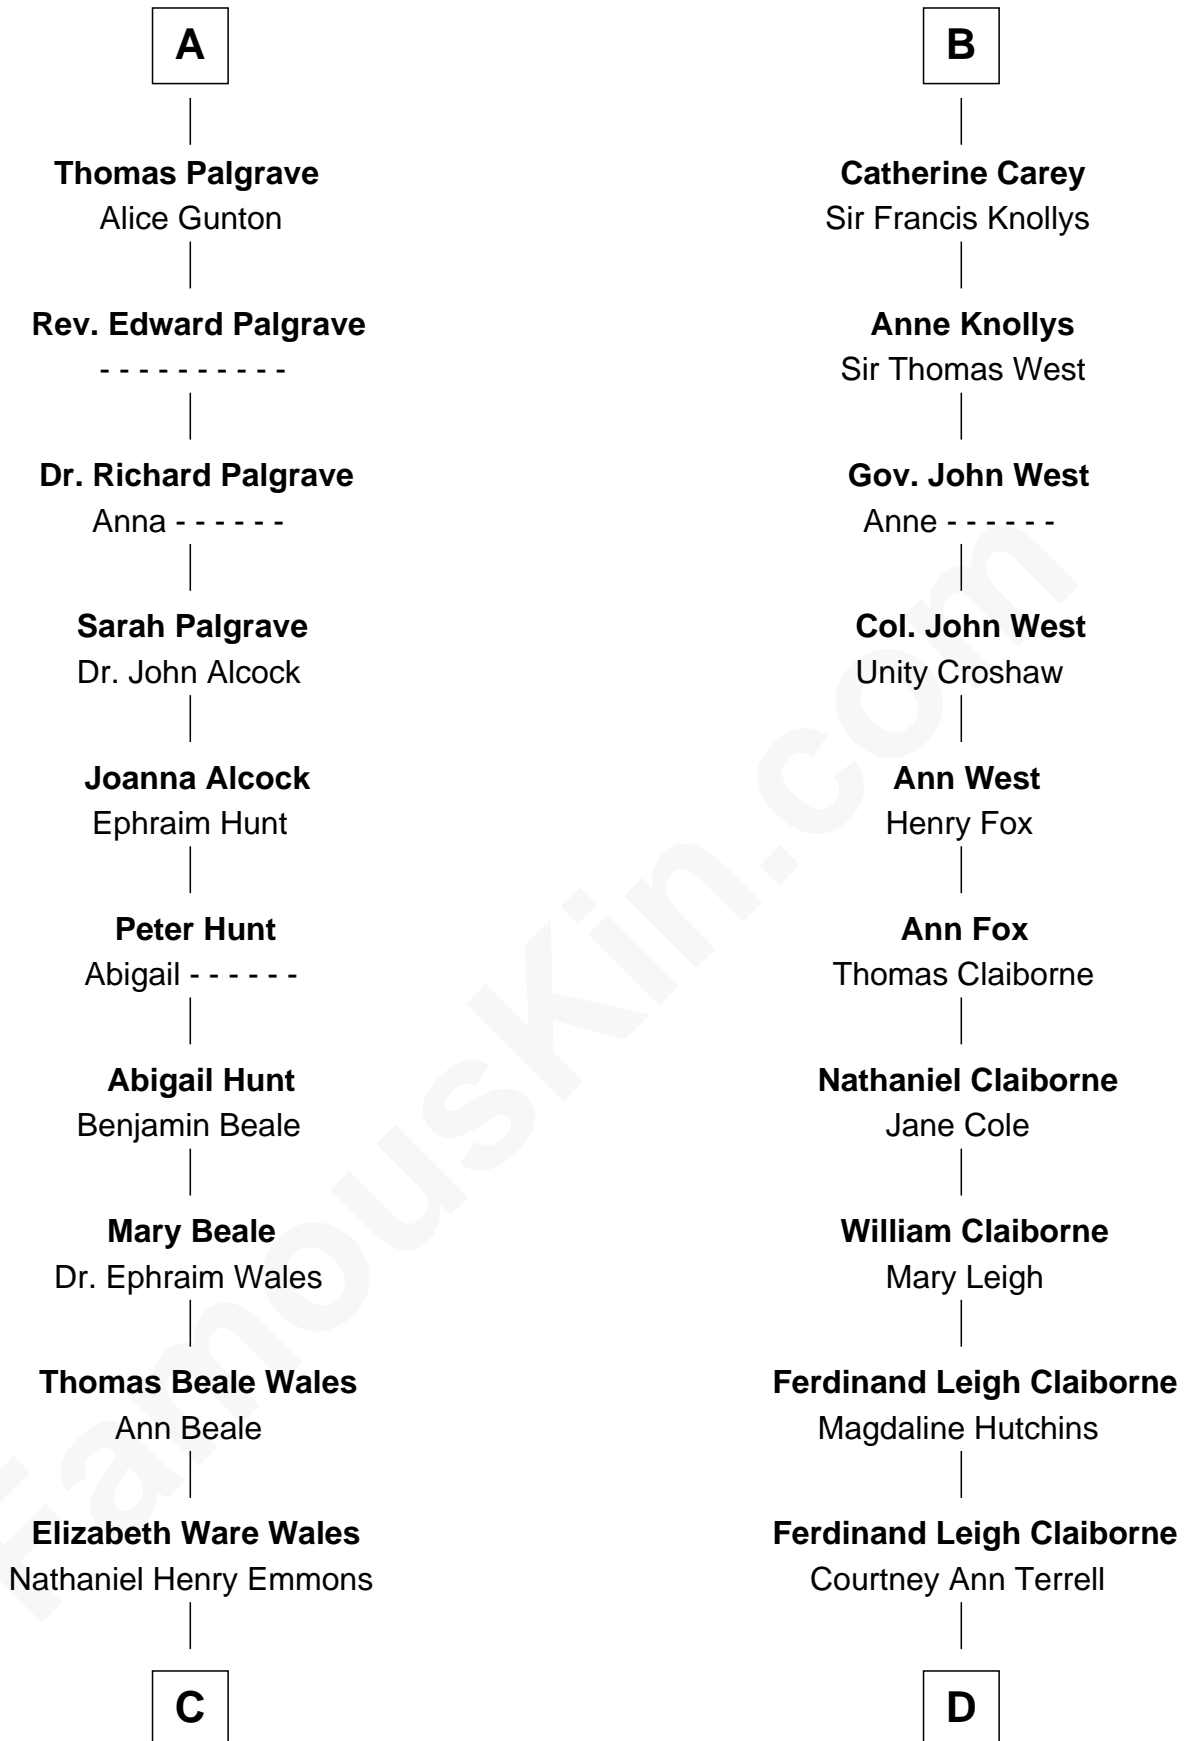 A
Thomas Palgrave
Alice Gunton
Rev. Edward Palgrave
- - - - - - - - - -
Dr. Richard Palgrave
Anna - - - - - -
Sarah Palgrave
Dr. John Alcock
Joanna Alcock
Ephraim Hunt
Peter Hunt
Abigail - - - - - -
Abigail Hunt
Benjamin Beale
Mary Beale
Dr. Ephraim Wales
Thomas Beale Wales
Ann Beale
Elizabeth Ware Wales
Nathaniel Henry Emmons
C
B
Catherine Carey
Sir Francis Knollys
Anne Knollys
Sir Thomas West
Gov. John West
Anne - - - - - -
Col. John West
Unity Croshaw
Ann West
Henry Fox
Ann Fox
Thomas Claiborne
Nathaniel Claiborne
Jane Cole
William Claiborne
Mary Leigh
Ferdinand Leigh Claiborne
Magdaline Hutchins
Ferdinand Leigh Claiborne
Courtney Ann Terrell
D
FamousKin.com